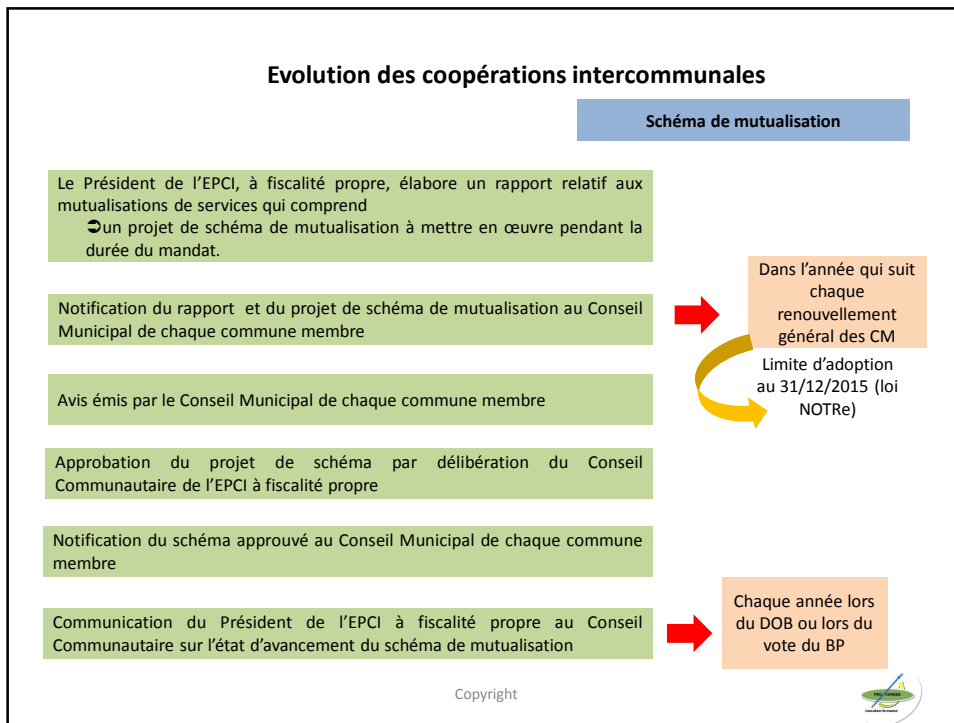 Evolution des coopérations intercommunales
Schéma de mutualisation
Le Président de l'EPCI, à fiscalité propre, élabore un rapport relatif aux
mutualisations de services qui comprend
➲un projet de schéma de mutualisation à mettre en œuvre pendant la
durée du mandat.
Notification du rapport et du projet de schéma de mutualisation au Conseil
Municipal de chaque commune membre
Dans l'année qui suit
chaque
renouvellement
général des CM
Limite d'adoption
au 31/12/2015 (loi
NOTRe)
Avis émis par le Conseil Municipal de chaque commune membre
Approbation du projet de schéma par délibération du Conseil
Communautaire de l'EPCI à fiscalité propre
Notification du schéma approuvé au Conseil Municipal de chaque commune
membre
Communication du Président de l'EPCI à fiscalité propre au Conseil
Communautaire sur l'état d'avancement du schéma de mutualisation
Chaque année lors
du DOB ou lors du
vote du BP
Copyright
Consultant formateur